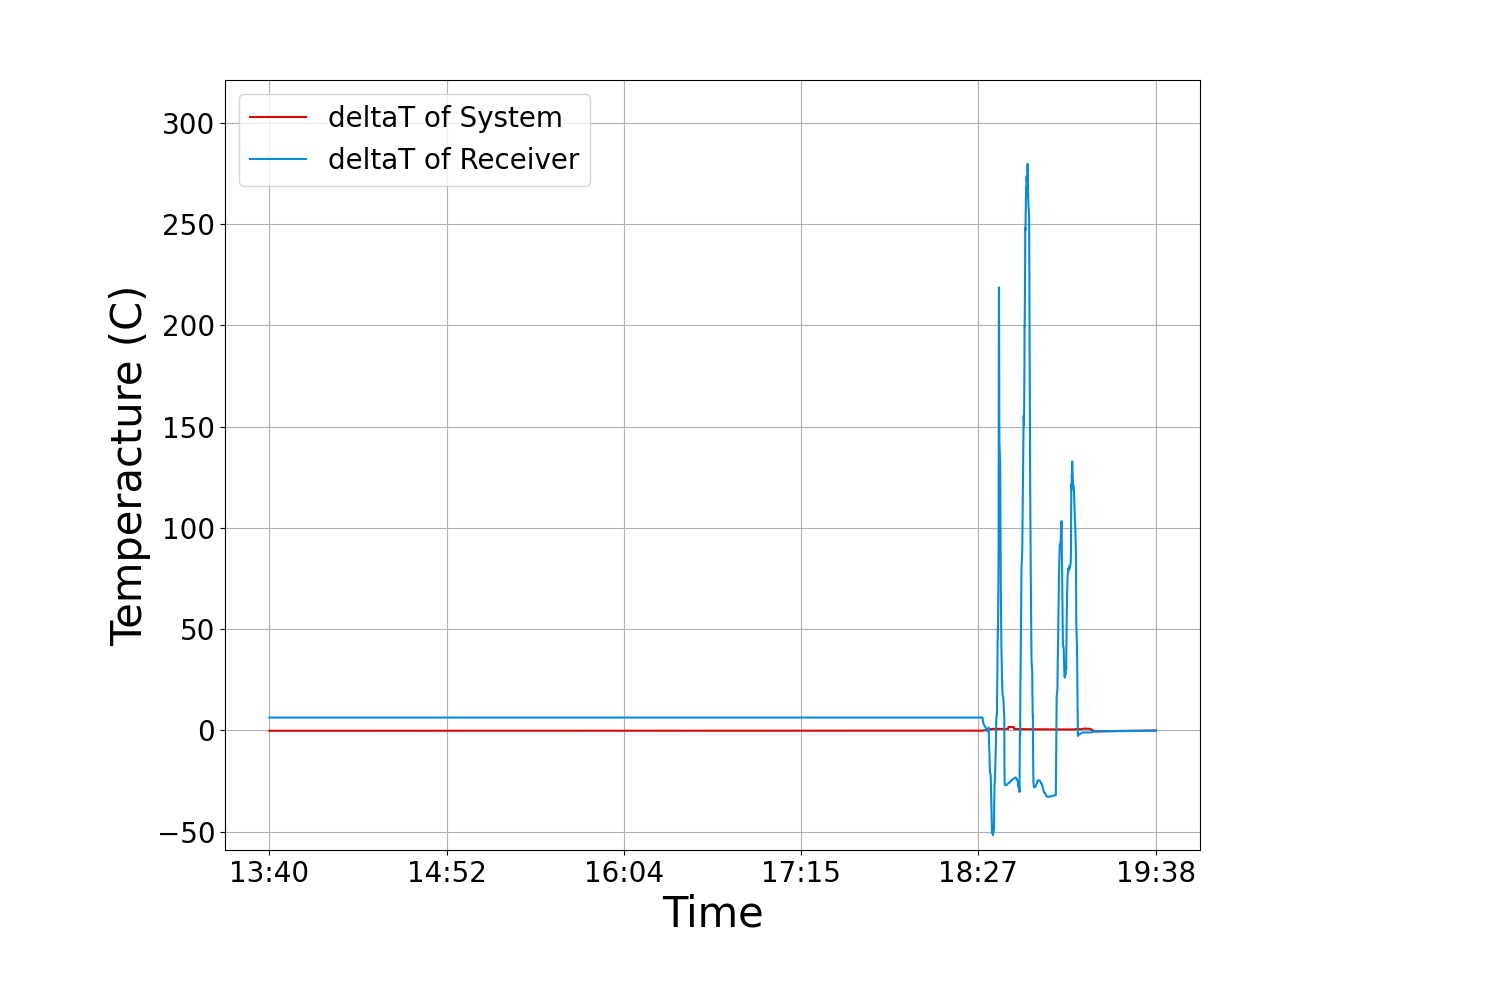 deltaT of System
deltaT of Receiver
300
250
200
150
100
50
0
−50
Temperacture (C)
13:40 14:52 16:04 17:15 18:27 19:38
Time